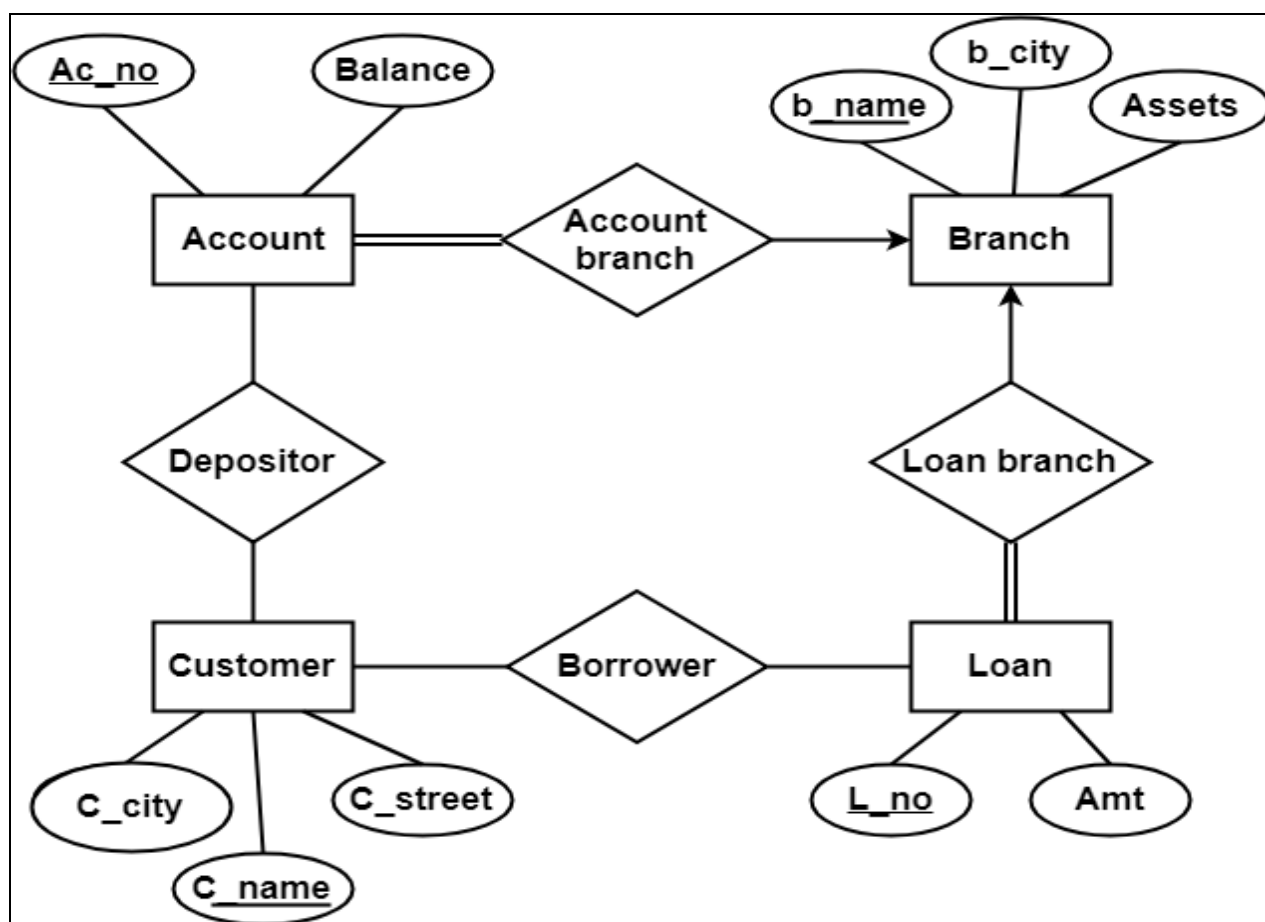 Ac_no
Balance
b_name
b_city
Assets
Account
Account
branch
Branch
Depositor
Loan branch
Customer
Borrower
Loan
C_city
C_name
C_street
L_no
Amt